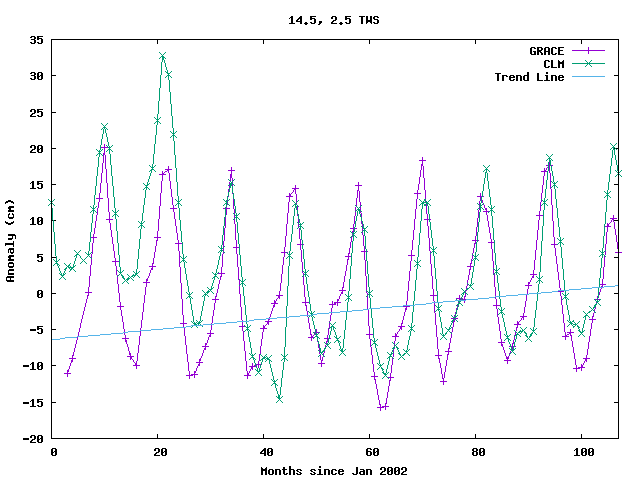 14.5, 2.5 TWS
GRACE
CLM
Trend Line
35
30
25
20
15
10
5
0
-5
-10
-15
-20
Anomaly (cm)
0 20 40 60 80 100
Months since Jan 2002